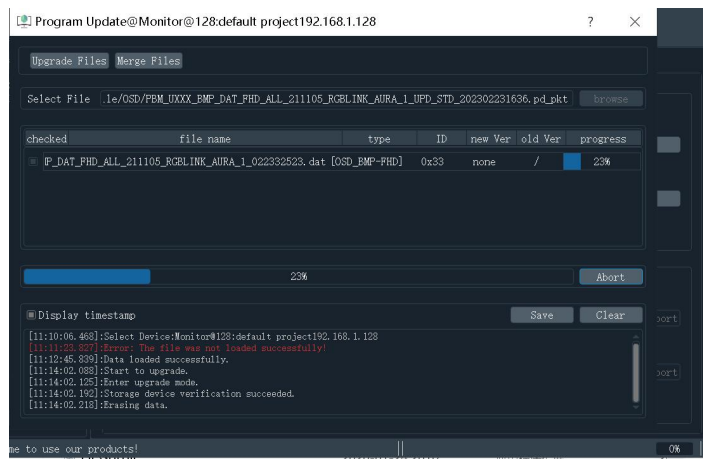 Program Update@Monitor@128:default project192.168.1.128
Upgrade Files Merge Files
Select File .le/OSD/PBM_UXXX_BMP_DAT_FHD_ALL_211105_RGBLINK_AURA_1_UPD_STD_202302231636.pd_pkt browse
checked file name type ID new Ver old Ver progress
MP_DAT_FHD_ALL_211105_RGBLINK_AURA_1_022332523.dat [OSD_BMP-FHD] 0x33 none / 23%
23% Abort
Display timestamp Save Clear
[11:10:06.468]:Select Device:Monitor@128:default project192.168.1.128
[11:11:23.827]:Error: The file was not loaded successfully!
[11:12:45.839]:Data loaded successfully.
[11:14:02.088]:Start to upgrade.
[11:14:02.125]:Enter upgrade mode.
[11:14:02.192]:Storage device verification succeeded.
[11:14:02.218]:Erasing data.
port
port
me to use our products! 0%